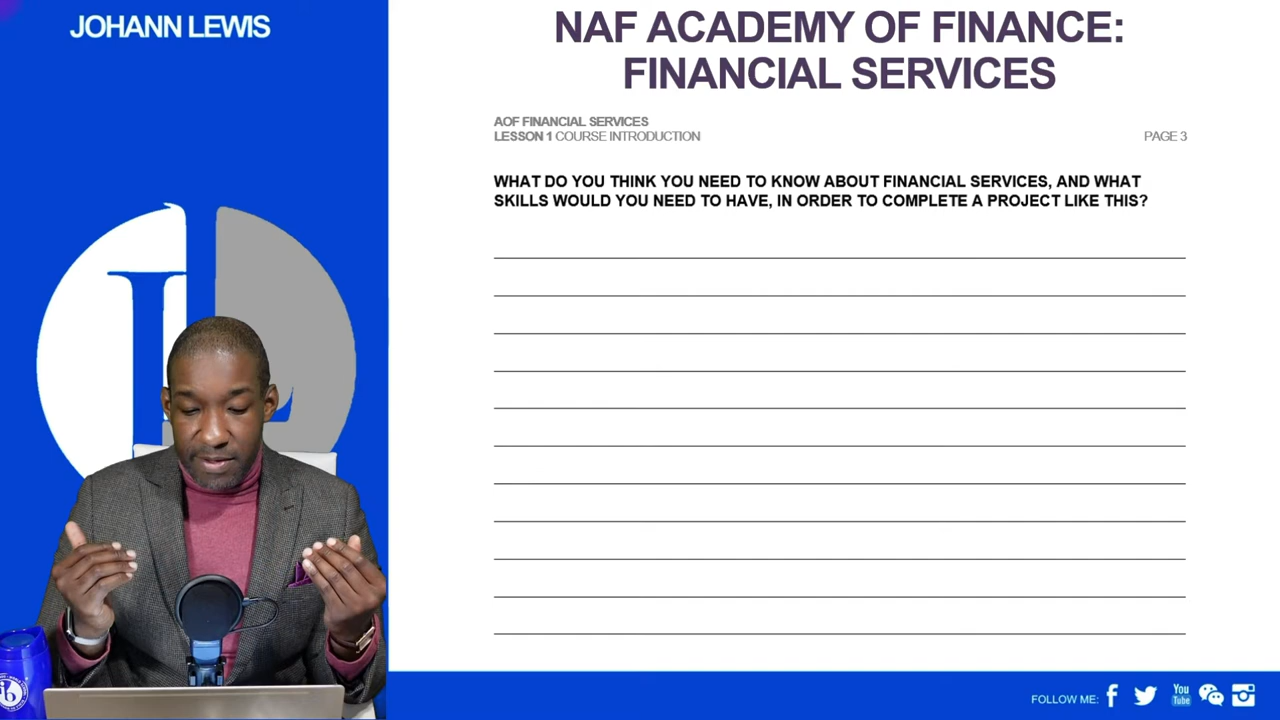 JOHANN LEWIS
NAF ACADEMY OF FINANCE:
FINANCIAL SERVICES
AOF FINANCIAL SERVICES
LESSON 1 COURSE INTRODUCTION
PAGE 3
WHAT DO YOU THINK YOU NEED TO KNOW ABOUT FINANCIAL SERVICES, AND WHAT
SKILLS WOULD YOU NEED TO HAVE, IN ORDER TO COMPLETE A PROJECT LIKE THIS?
FOLLOW ME:
You
Tube